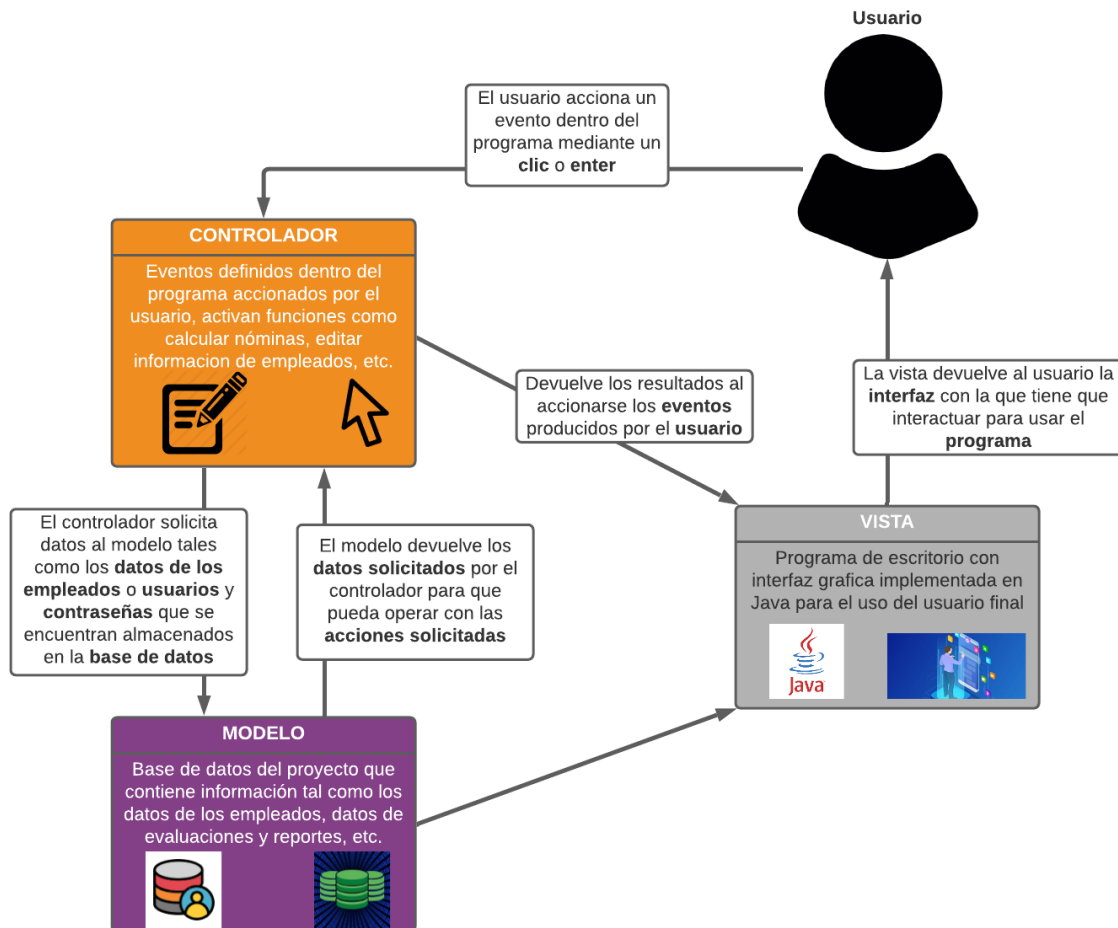 Usuario
El usuario acciona un
evento dentro del
programa mediante un
clic o enter
CONTROLADOR
Eventos definidos dentro del
programa accionados por el
usuario, activan funciones como
calcular nóminas, editar
informacion de empleados, etc.
Devuelve los resultados al
accionarse los eventos
producidos por el usuario
La vista devuelve al usuario la
interfaz con la que tiene que
interactuar para usar el
programa
El controlador solicita
datos al modelo tales
como los datos de los
empleados o usuarios y
contraseñas que se
encuentran almacenados
en la base de datos
El modelo devuelve los
datos solicitados por el
controlador para que
pueda operar con las
acciones solicitadas
VISTA
Programa de escritorio con
interfaz grafica implementada en
Java para el uso del usuario final
Java
MODELO
Base de datos del proyecto que
contiene información tal como los
datos de los empleados, datos de
evaluaciones y reportes, etc.